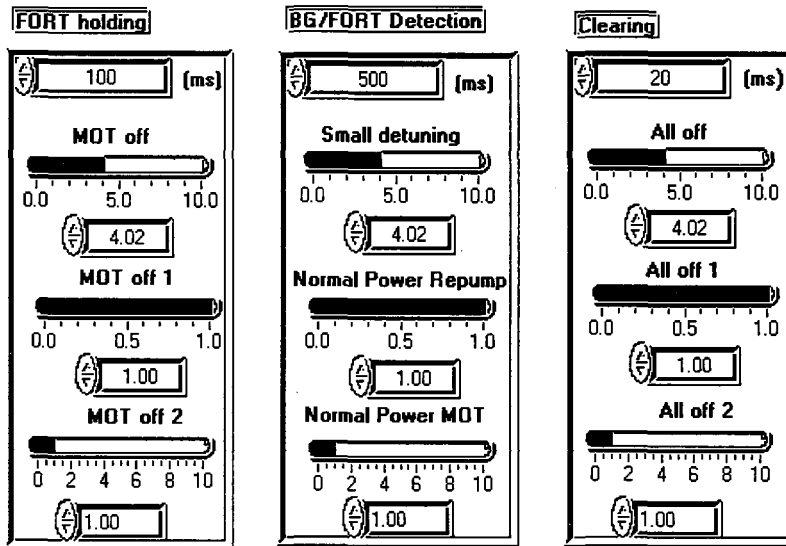 FORT holding
100 (ms)
MOT off
0.0 5.0 10.0
4.02
MOT off 1
0.0 0.5 1.0
1.00
MOT off 2
0 2 4 6 8 10
1.00
BG/FORT Detection
500 (ms)
Small detuning
0.0 5.0 10.0
4.02
Normal Power Repump
0.0 0.5 1.0
1.00
Normal Power MOT
0 2 4 6 8 10
1.00
Clearing
20 (ms)
All off
0.0 5.0 10.0
4.02
All off 1
0.0 0.5 1.0
1.00
All off 2
0 2 4 6 8 10
1.00